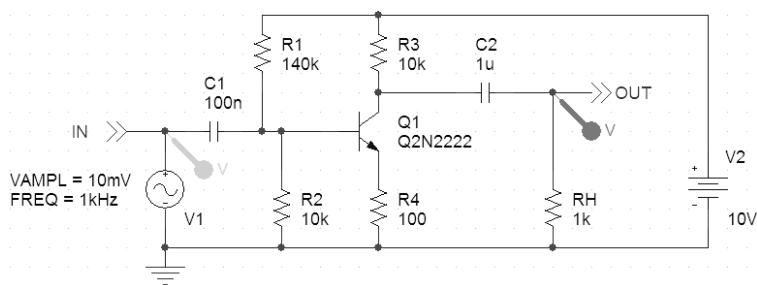 R1
140k
R3
10k
C2
1u
C1
100n
IN
OUT
V
V
Q1
Q2N2222
V2
VAMPL = 10mV
FREQ = 1kHz
V1
R2
10k
R4
100
RH
1k
10V